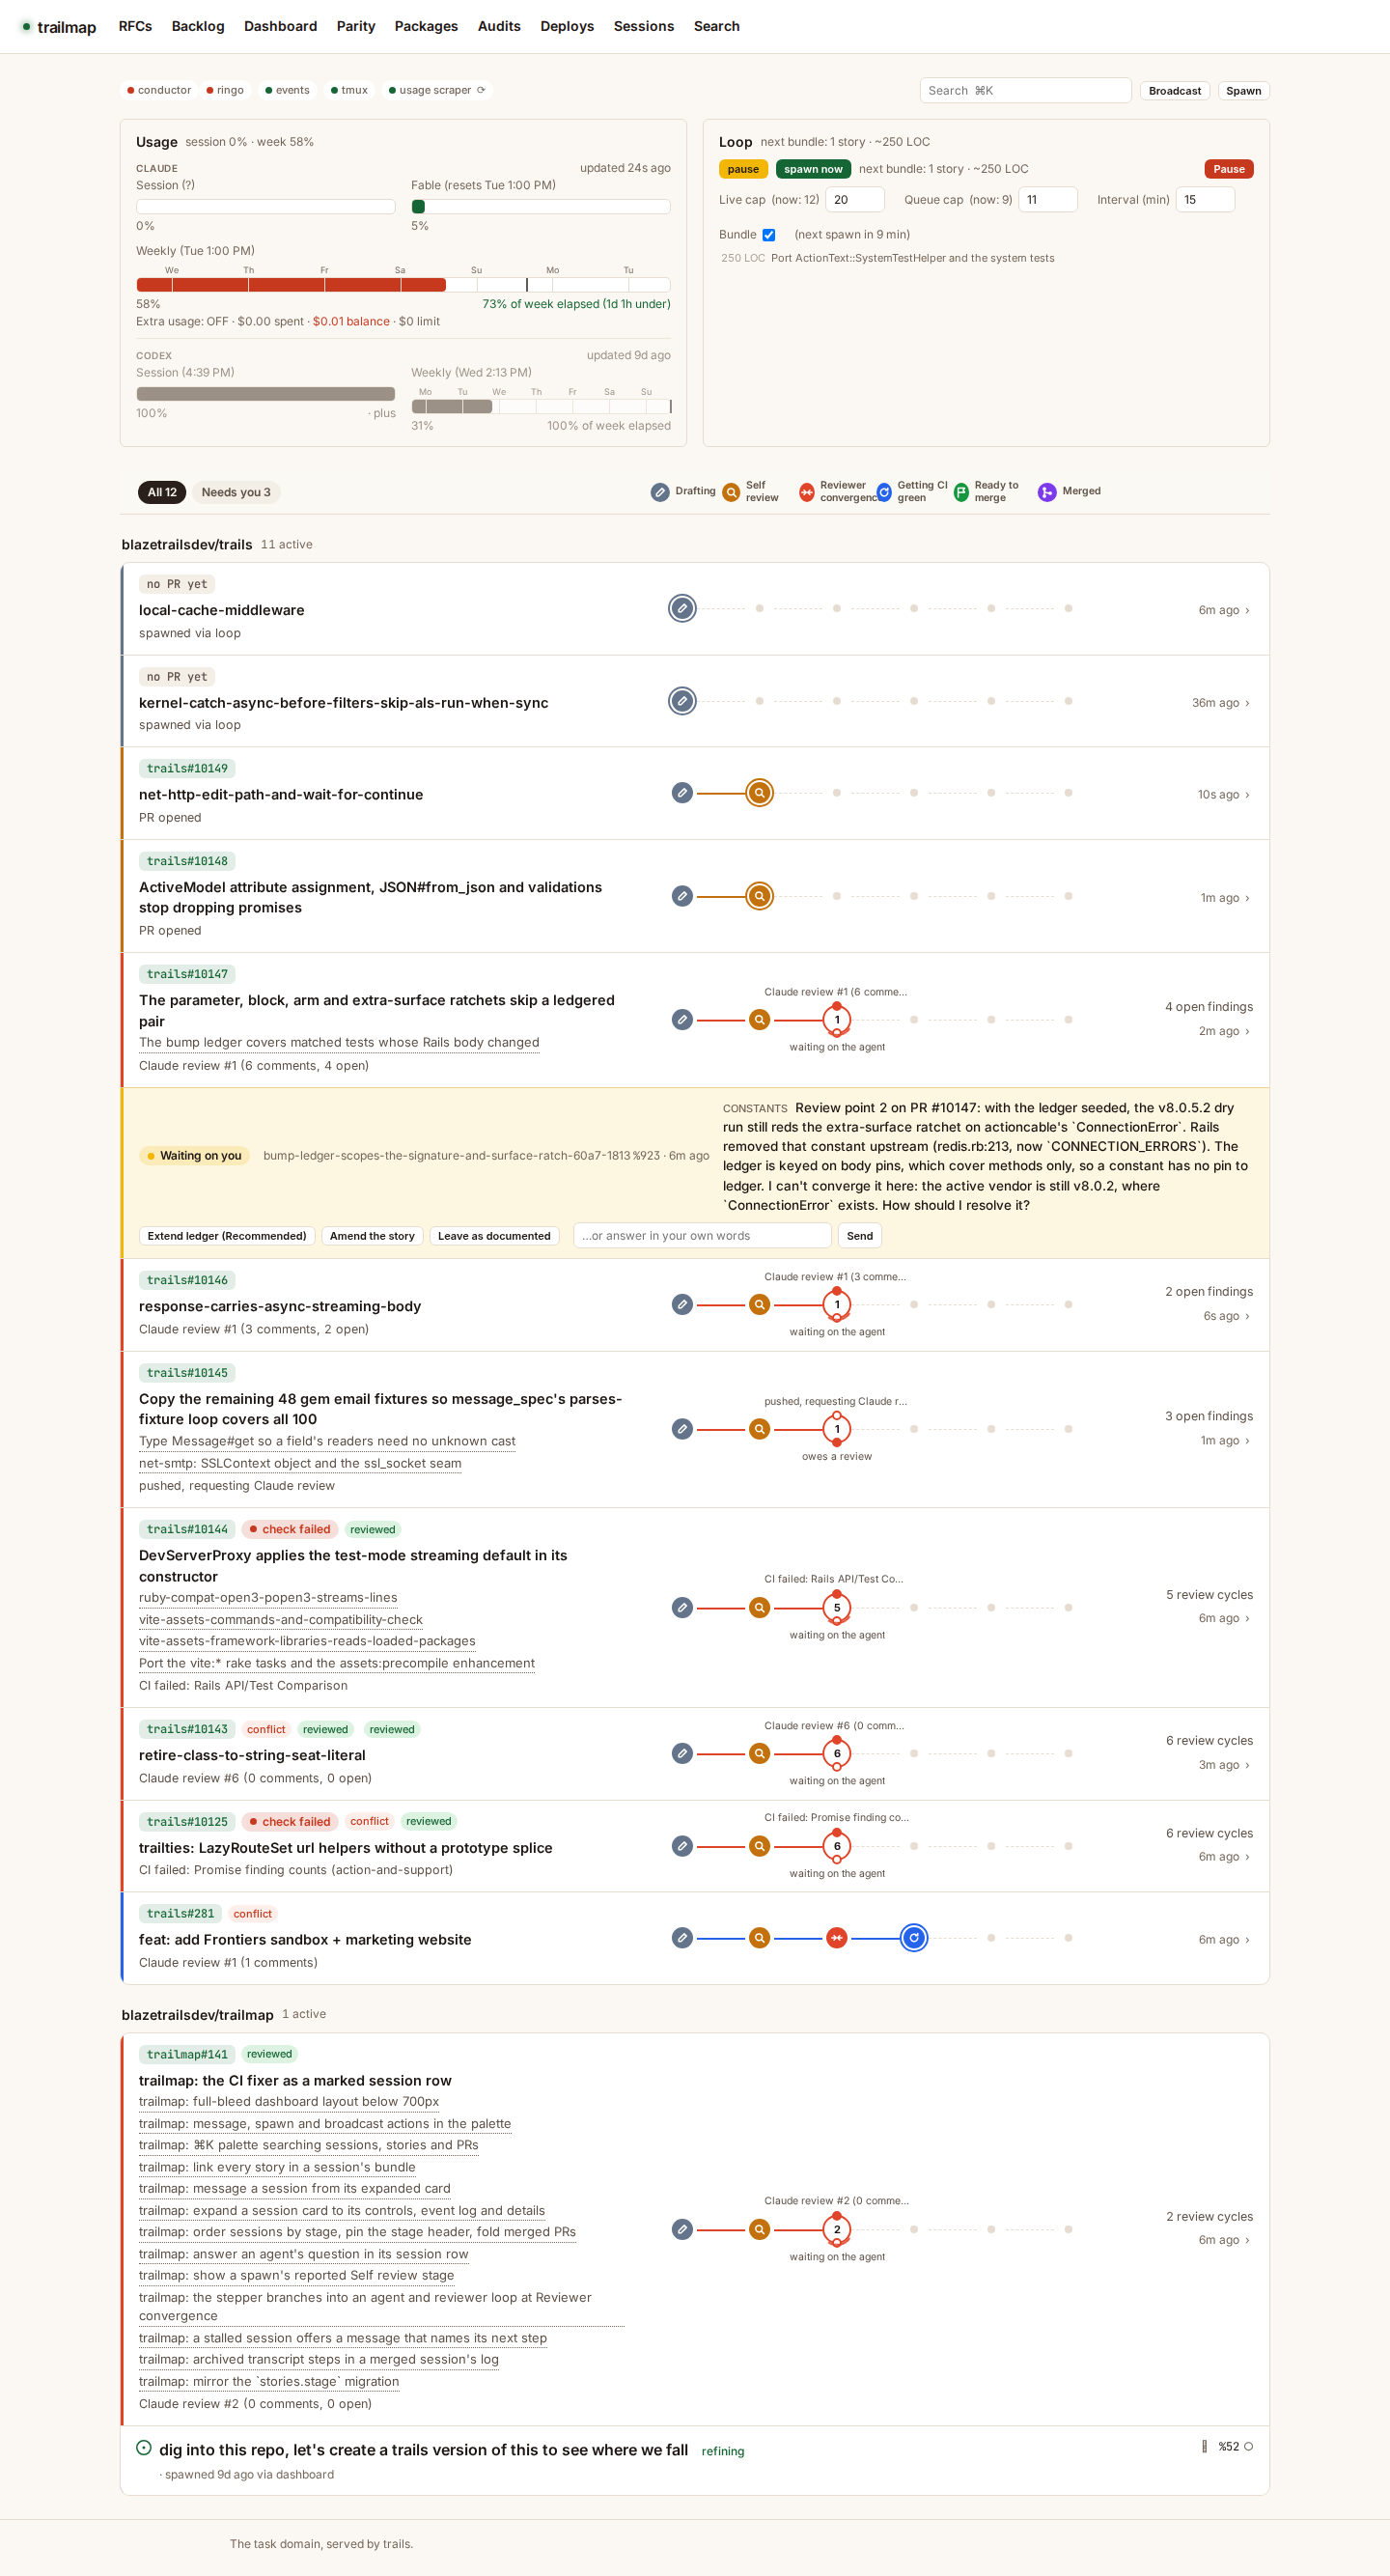 trailmap RFCs Backlog Dashboard Parity Packages Audits Deploys Sessions Search
conductor ringo events tmux usage scraper ⟳ Search ⌘K Broadcast Spawn
Usage session 0% · week 58%
CLAUDE updated 24s ago
Session (?) Fable (resets Tue 1:00 PM)
0% 5%
Weekly (Tue 1:00 PM)
We Th Fr Sa Su Mo Tu
58% 73% of week elapsed (1d 1h under)
Extra usage: OFF · $0.00 spent · $0.01 balance · $0 limit
CODEX updated 9d ago
Session (4:39 PM) Weekly (Wed 2:13 PM)
Mo Tu We Th Fr Sa Su
100% · plus 31% 100% of week elapsed
Loop next bundle: 1 story · ~250 LOC
pause spawn now next bundle: 1 story · ~250 LOC Pause
Live cap (now: 12) 20 Queue cap (now: 9) 11 Interval (min) 15
Bundle (next spawn in 9 min)
250 LOC Port ActionText::SystemTestHelper and the system tests
All 12 Needs you 3
Drafting
Self
review
Reviewer
Getting CI
green
Ready to
merge
Merged
blazetrailsdev/trails 11 active
no PR yet
local-cache-middleware
spawned via loop
6m ago ›
no PR yet
kernel-catch-async-before-filters-skip-als-run-when-sync
spawned via loop
36m ago ›
trails#10149
net-http-edit-path-and-wait-for-continue
PR opened
10s ago ›
trails#10148
ActiveModel attribute assignment, JSON#from_json and validations
stop dropping promises
PR opened
1m ago ›
trails#10147
The parameter, block, arm and extra-surface ratchets skip a ledgered
pair
The bump ledger covers matched tests whose Rails body changed
Claude review #1 (6 comments, 4 open)
Claude review #1 (6 comme...
1
waiting on the agent
4 open findings
2m ago ›
Waiting on you bump-ledger-scopes-the-signature-and-surface-ratch-60a7-1813 %923 · 6m ago
CONSTANTS Review point 2 on PR #10147: with the ledger seeded, the v8.0.5.2 dry
run still reds the extra-surface ratchet on actioncable's `ConnectionError`. Rails
removed that constant upstream (redis.rb:213, now `CONNECTION_ERRORS`). The
ledger is keyed on body pins, which cover methods only, so a constant has no pin to
ledger. I can't converge it here: the active vendor is still v8.0.2, where
`ConnectionError` exists. How should I resolve it?
Extend ledger (Recommended) Amend the story Leave as documented ...or answer in your own words Send
trails#10146
response-carries-async-streaming-body
Claude review #1 (3 comments, 2 open)
Claude review #1 (3 comme...
1
waiting on the agent
2 open findings
6s ago ›
trails#10145
Copy the remaining 48 gem email fixtures so message_spec's parses-
fixture loop covers all 100
Type Message#get so a field's readers need no unknown cast
net-smtp: SSLContext object and the ssl_socket seam
pushed, requesting Claude review
pushed, requesting Claude r...
1
owes a review
3 open findings
1m ago ›
trails#10144 check failed reviewed
DevServerProxy applies the test-mode streaming default in its
constructor
ruby-compat-open3-popen3-streams-lines
vite-assets-commands-and-compatibility-check
vite-assets-framework-libraries-reads-loaded-packages
Port the vite:* rake tasks and the assets:precompile enhancement
CI failed: Rails API/Test Comparison
CI failed: Rails API/Test Co...
5
waiting on the agent
5 review cycles
6m ago ›
trails#10143 conflict reviewed reviewed
retire-class-to-string-seat-literal
Claude review #6 (0 comments, 0 open)
Claude review #6 (0 comm...
6
waiting on the agent
6 review cycles
3m ago ›
trails#10125 check failed conflict reviewed
trailties: LazyRouteSet url helpers without a prototype splice
CI failed: Promise finding counts (action-and-support)
CI failed: Promise finding co...
6
waiting on the agent
6 review cycles
6m ago ›
trails#281 conflict
feat: add Frontiers sandbox + marketing website
Claude review #1 (1 comments)
6m ago ›
blazetrailsdev/trailmap 1 active
trailmap#141 reviewed
trailmap: the CI fixer as a marked session row
trailmap: full-bleed dashboard layout below 700px
trailmap: message, spawn and broadcast actions in the palette
trailmap: ⌘K palette searching sessions, stories and PRs
trailmap: link every story in a session's bundle
trailmap: message a session from its expanded card
trailmap: expand a session card to its controls, event log and details
trailmap: order sessions by stage, pin the stage header, fold merged PRs
trailmap: answer an agent's question in its session row
trailmap: show a spawn's reported Self review stage
trailmap: the stepper branches into an agent and reviewer loop at Reviewer
convergence
trailmap: a stalled session offers a message that names its next step
trailmap: archived transcript steps in a merged session's log
trailmap: mirror the `stories.stage` migration
Claude review #2 (0 comments, 0 open)
Claude review #2 (0 comme...
2
waiting on the agent
2 review cycles
6m ago ›
dig into this repo, let's create a trails version of this to see where we fall refining
· spawned 9d ago via dashboard
%52
The task domain, served by trails.